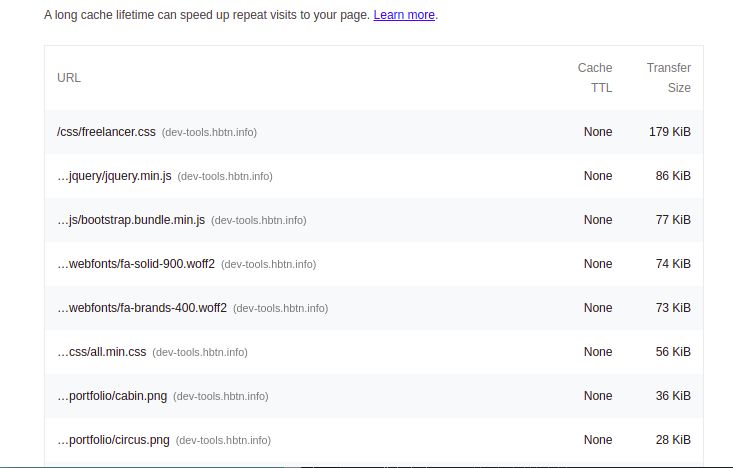 A long cache lifetime can speed up repeat visits to your page. Learn more.
URL Cache TTL Transfer Size
/css/freelancer.css (dev-tools.hbtn.info) None 179 KiB
…jquery/jquery.min.js (dev-tools.hbtn.info) None 86 KiB
…js/bootstrap.bundle.min.js (dev-tools.hbtn.info) None 77 KiB
…webfonts/fa-solid-900.woff2 (dev-tools.hbtn.info) None 74 KiB
…webfonts/fa-brands-400.woff2 (dev-tools.hbtn.info) None 73 KiB
…css/all.min.css (dev-tools.hbtn.info) None 56 KiB
…portfolio/cabin.png (dev-tools.hbtn.info) None 36 KiB
…portfolio/circus.png (dev-tools.hbtn.info) None 28 KiB